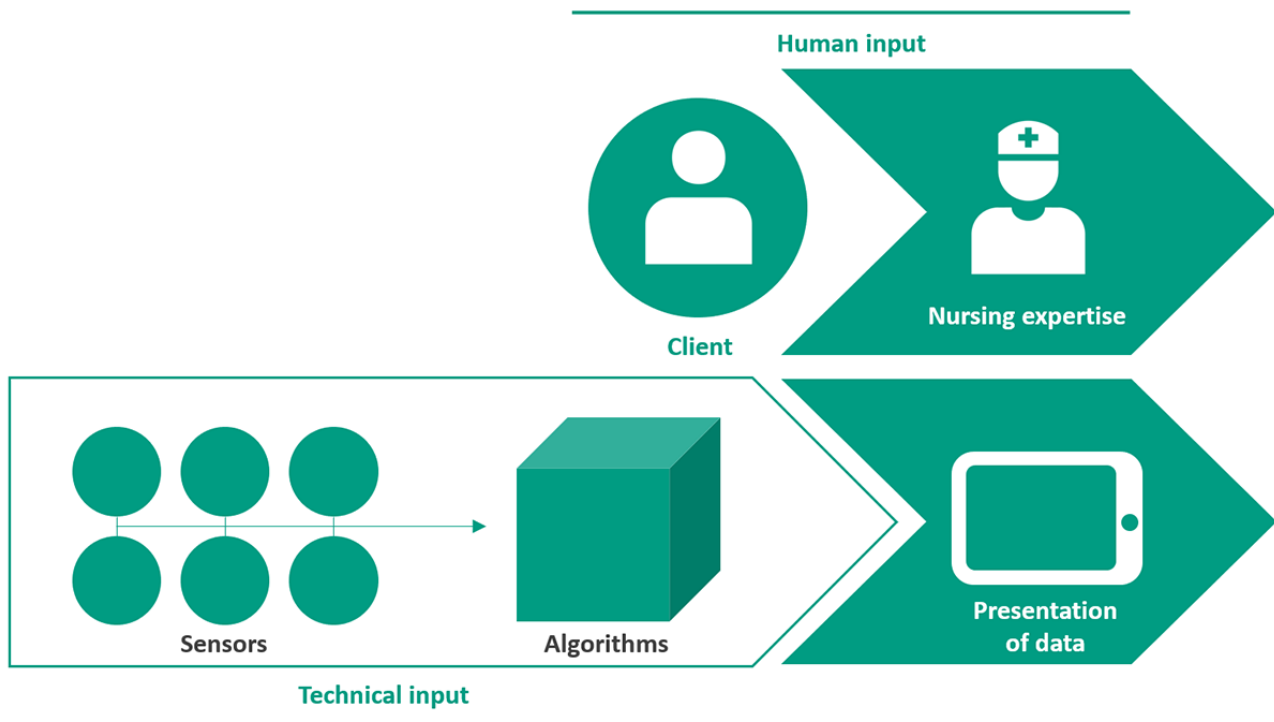 Human input
Nursing expertise
Client
Sensors
Algorithms
Presentation
of data
Technical input